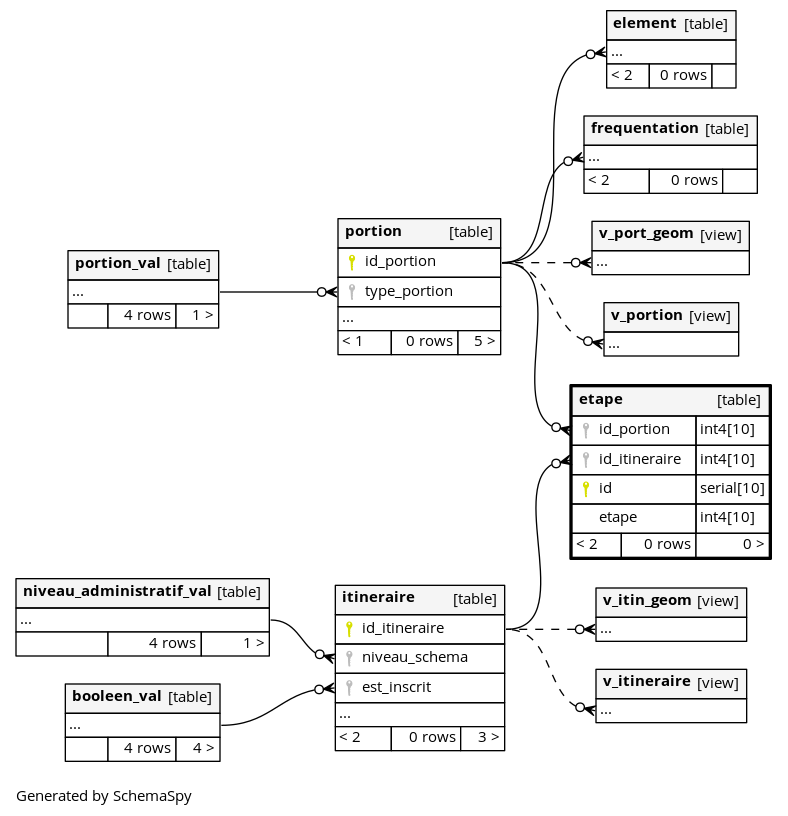 element [table]
...
< 2 0 rows
frequentation [table]
...
< 2 0 rows
v_port_geom [view]
...
v_portion [view]
...
portion [table]
id_portion
type_portion
...
< 1 0 rows 5 >
portion_val [table]
...
4 rows 1 >
etape [table]
id_portion int4[10]
id_itineraire int4[10]
id serial[10]
etape int4[10]
< 2 0 rows 0 >
niveau_administratif_val [table]
...
4 rows 1 >
itineraire [table]
id_itineraire
niveau_schema
est_inscrit
...
< 2 0 rows 3 >
v_itin_geom [view]
...
v_itineraire [view]
...
booleen_val [table]
...
4 rows 4 >
Generated by SchemaSpy